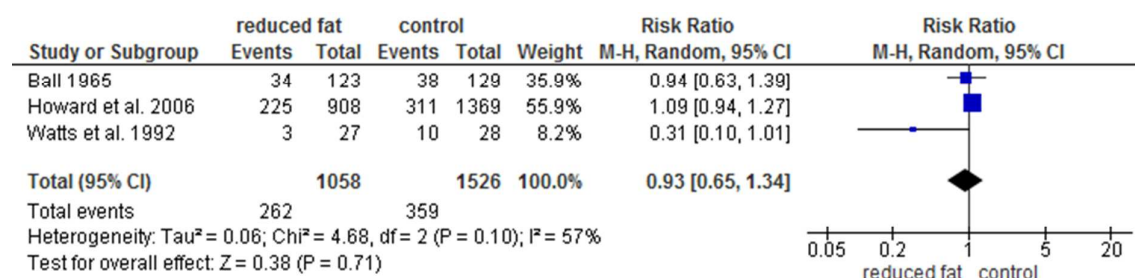 reduced fat control Risk Ratio Risk Ratio
Study or Subgroup Events Total Events Total Weight M-H, Random, 95% CI M-H, Random, 95% CI
Ball 1965 34 123 38 129 35.9% 0.94 [0.63, 1.39]
Howard et al. 2006 225 908 311 1369 55.9% 1.09 [0.94, 1.27]
Watts et al. 1992 3 27 10 28 8.2% 0.31 [0.10, 1.01]
Total (95% CI) 1058 1526 100.0% 0.93 [0.65, 1.34]
Total events 262 359
Heterogeneity: Tau² = 0.06; Chi² = 4.68, df = 2 (P = 0.10); I² = 57%
Test for overall effect: Z = 0.38 (P = 0.71)
0.05 0.2 1 5 20
reduced fat control